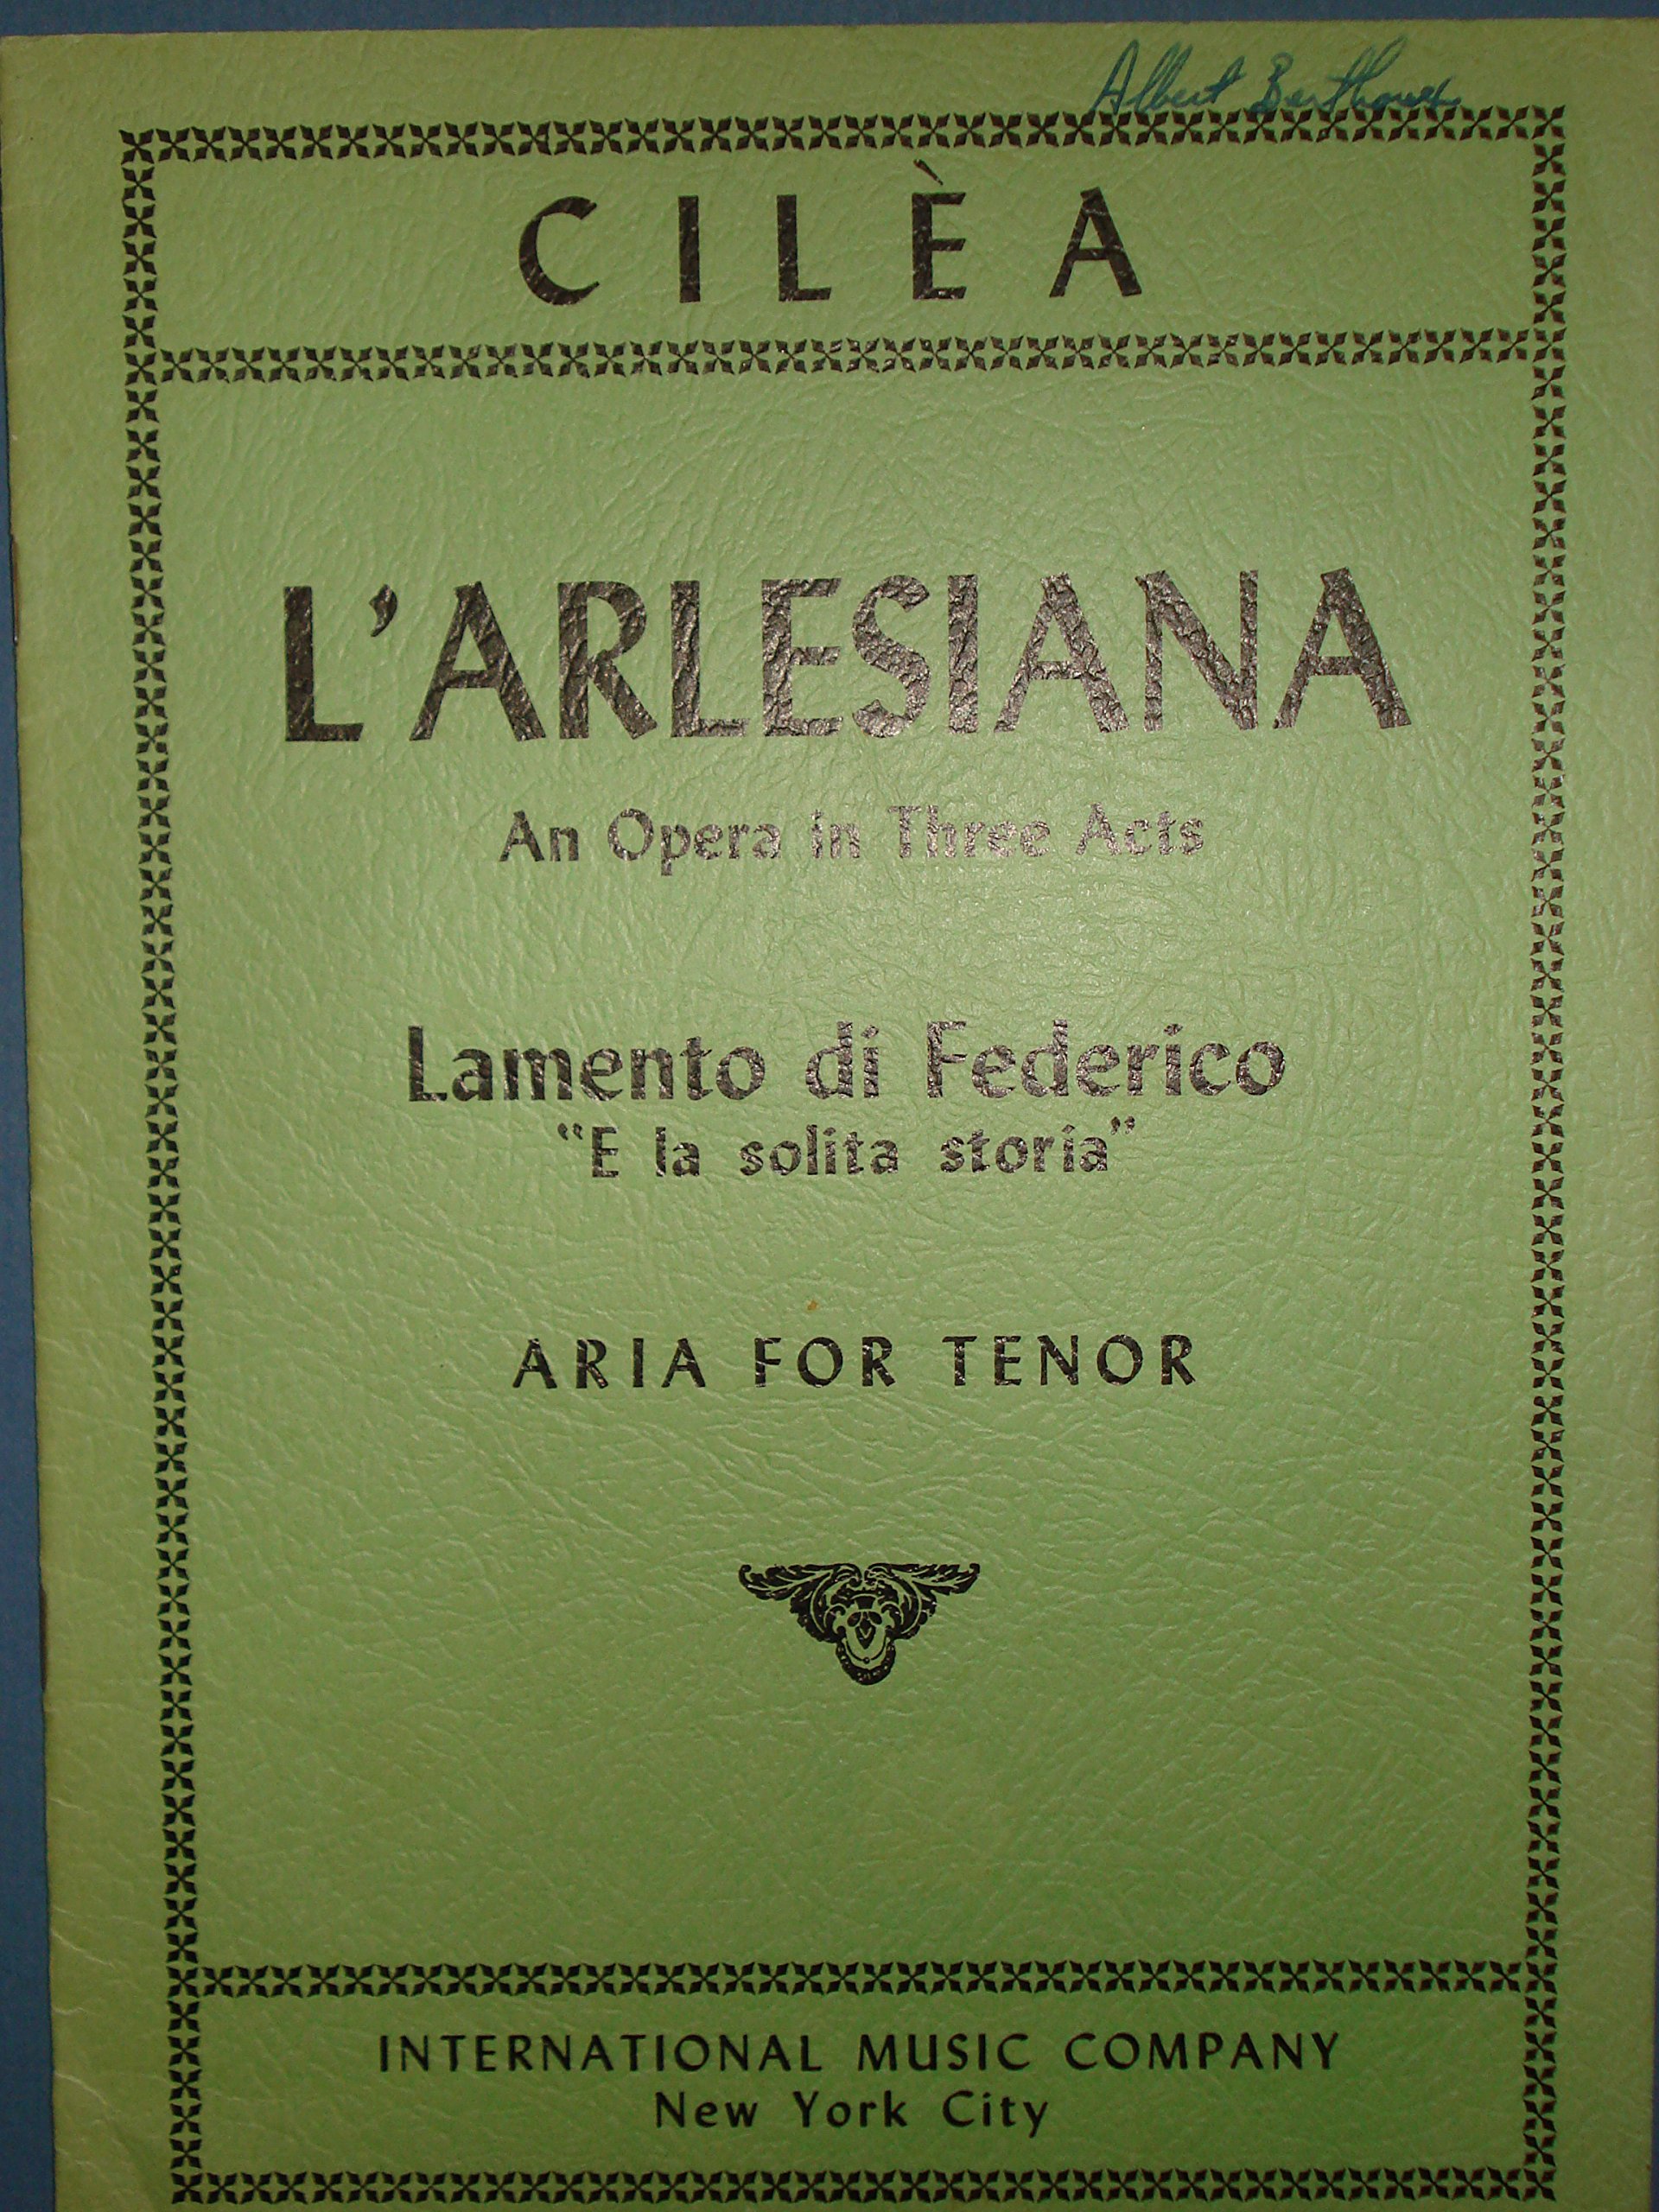 Albert
CILÈA
L'ARLESIANA
An Opera in Three Acts
Lamento di Federico
"E la solita storia"
ARIA FOR TENOR
INTERNATIONAL MUSIC COMPANY
New York City